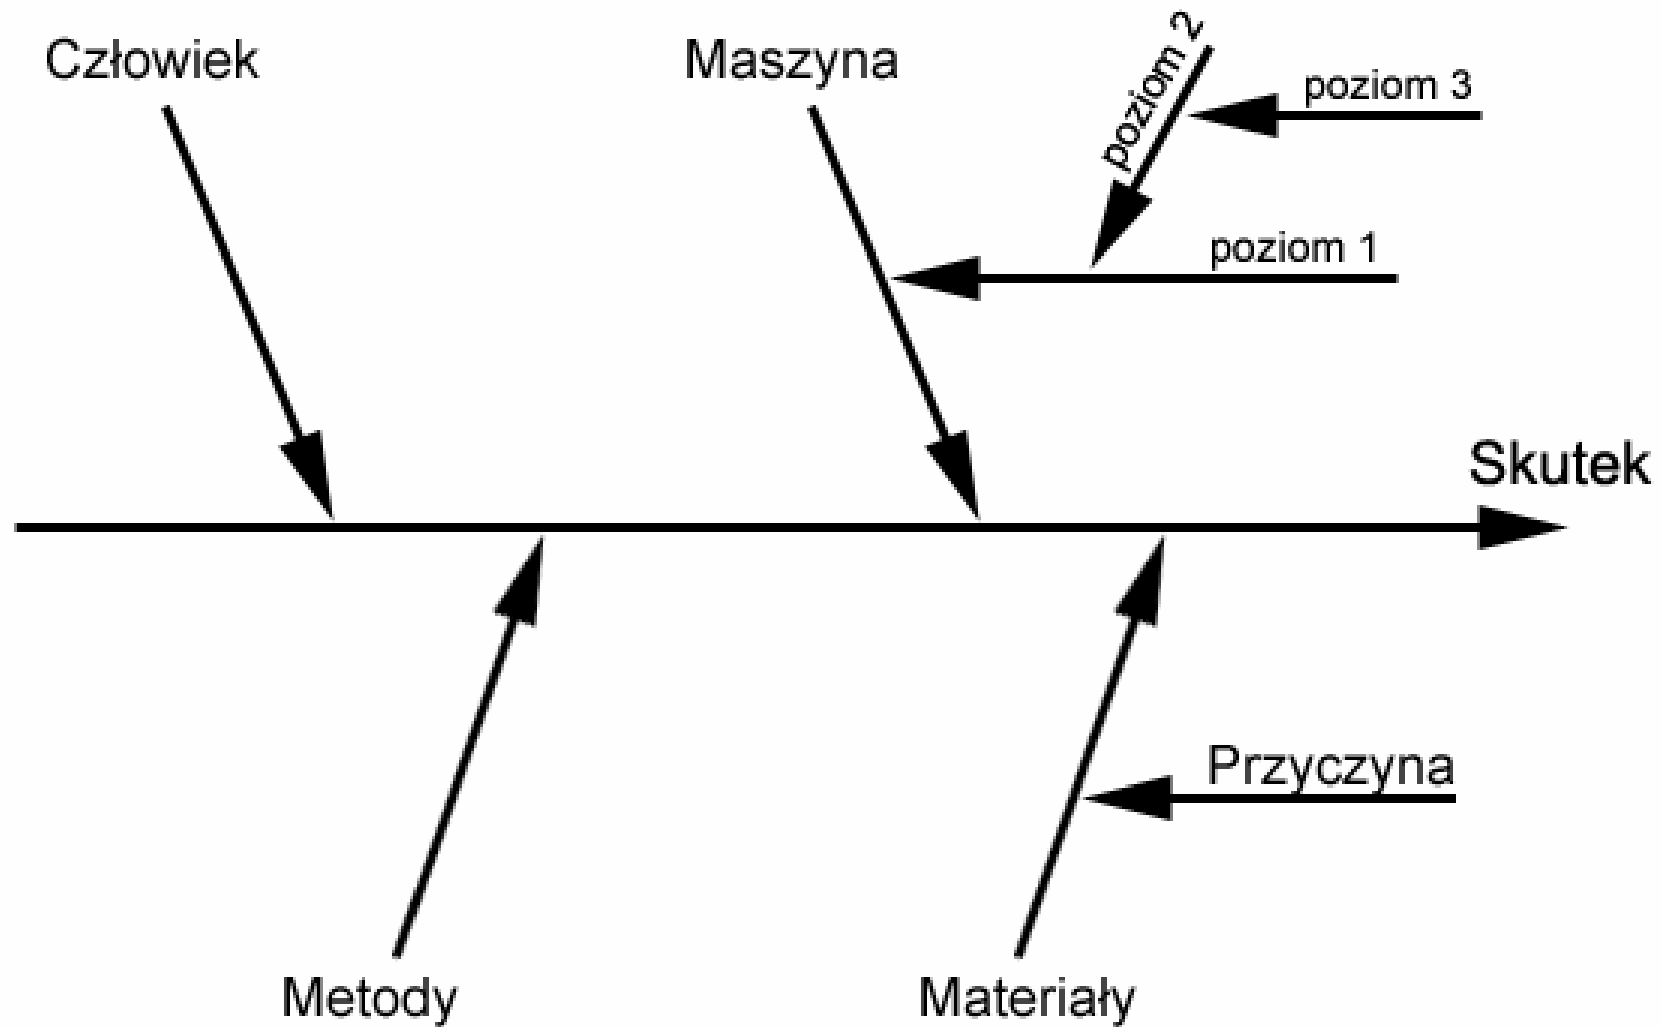 Człowiek
Maszyna
poziom 2
poziom 3
poziom 1
Skutek
Przyczyna
Metody
Materiały